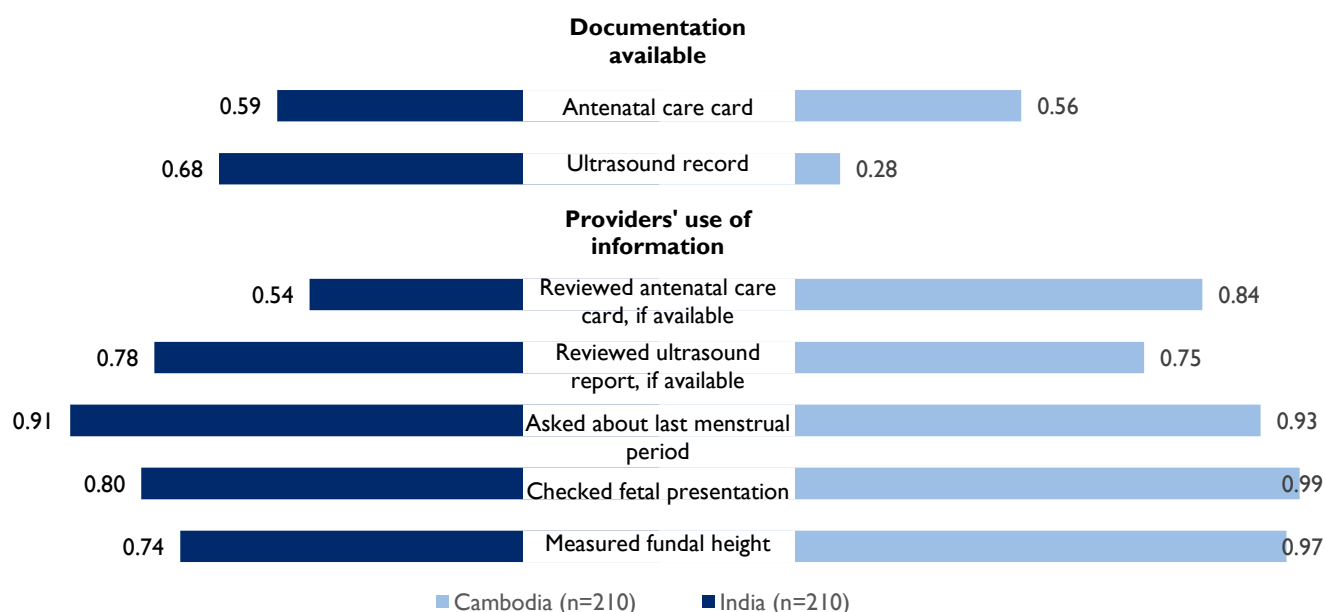 Documentation
available
0.59 Antenatal care card 0.56
0.68 Ultrasound record 0.28
Providers' use of
information
0.54 Reviewed antenatal care
card, if available 0.84
0.78 Reviewed ultrasound
report, if available 0.75
0.91 Asked about last menstrual
period 0.93
0.80 Checked fetal presentation 0.99
0.74 Measured fundal height 0.97
Cambodia (n=210) India (n=210)